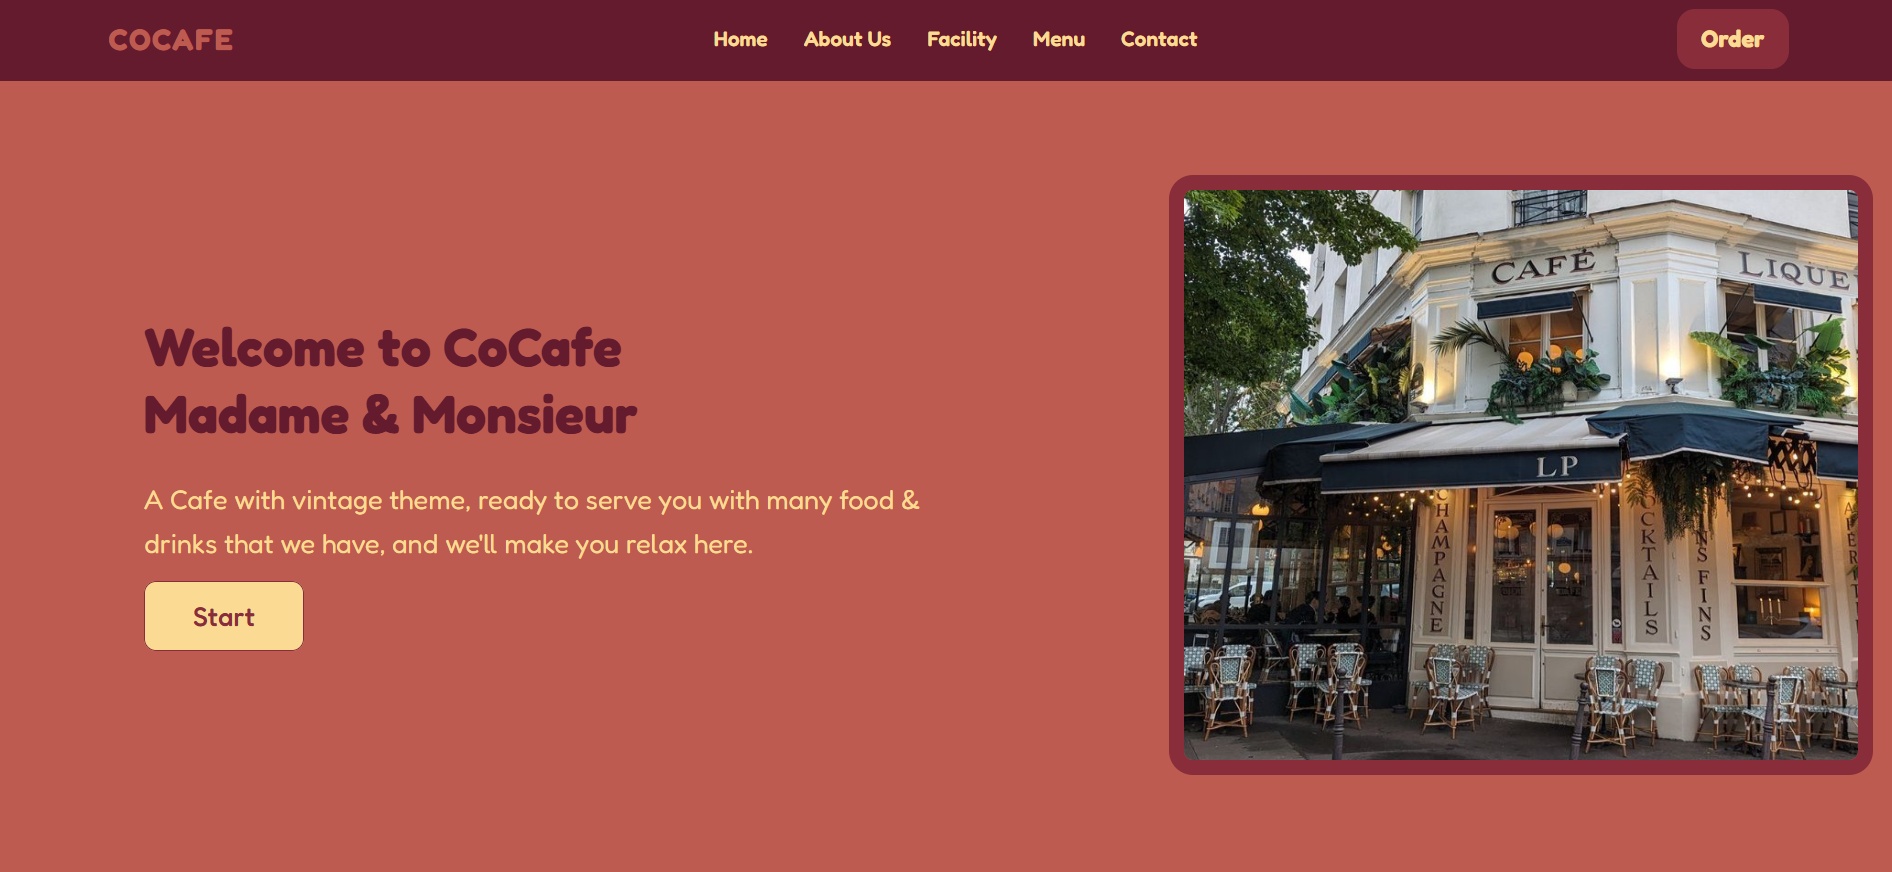 COCAFE
Home About Us Facility Menu Contact
Order
Welcome to CoCafe
Madame & Monsieur
A Cafe with vintage theme, ready to serve you with many food &
drinks that we have, and we'll make you relax here.
Start
CAFÉ
LIQUE
LP
CHAMPAGNE
OCKTAILS
NS FINS